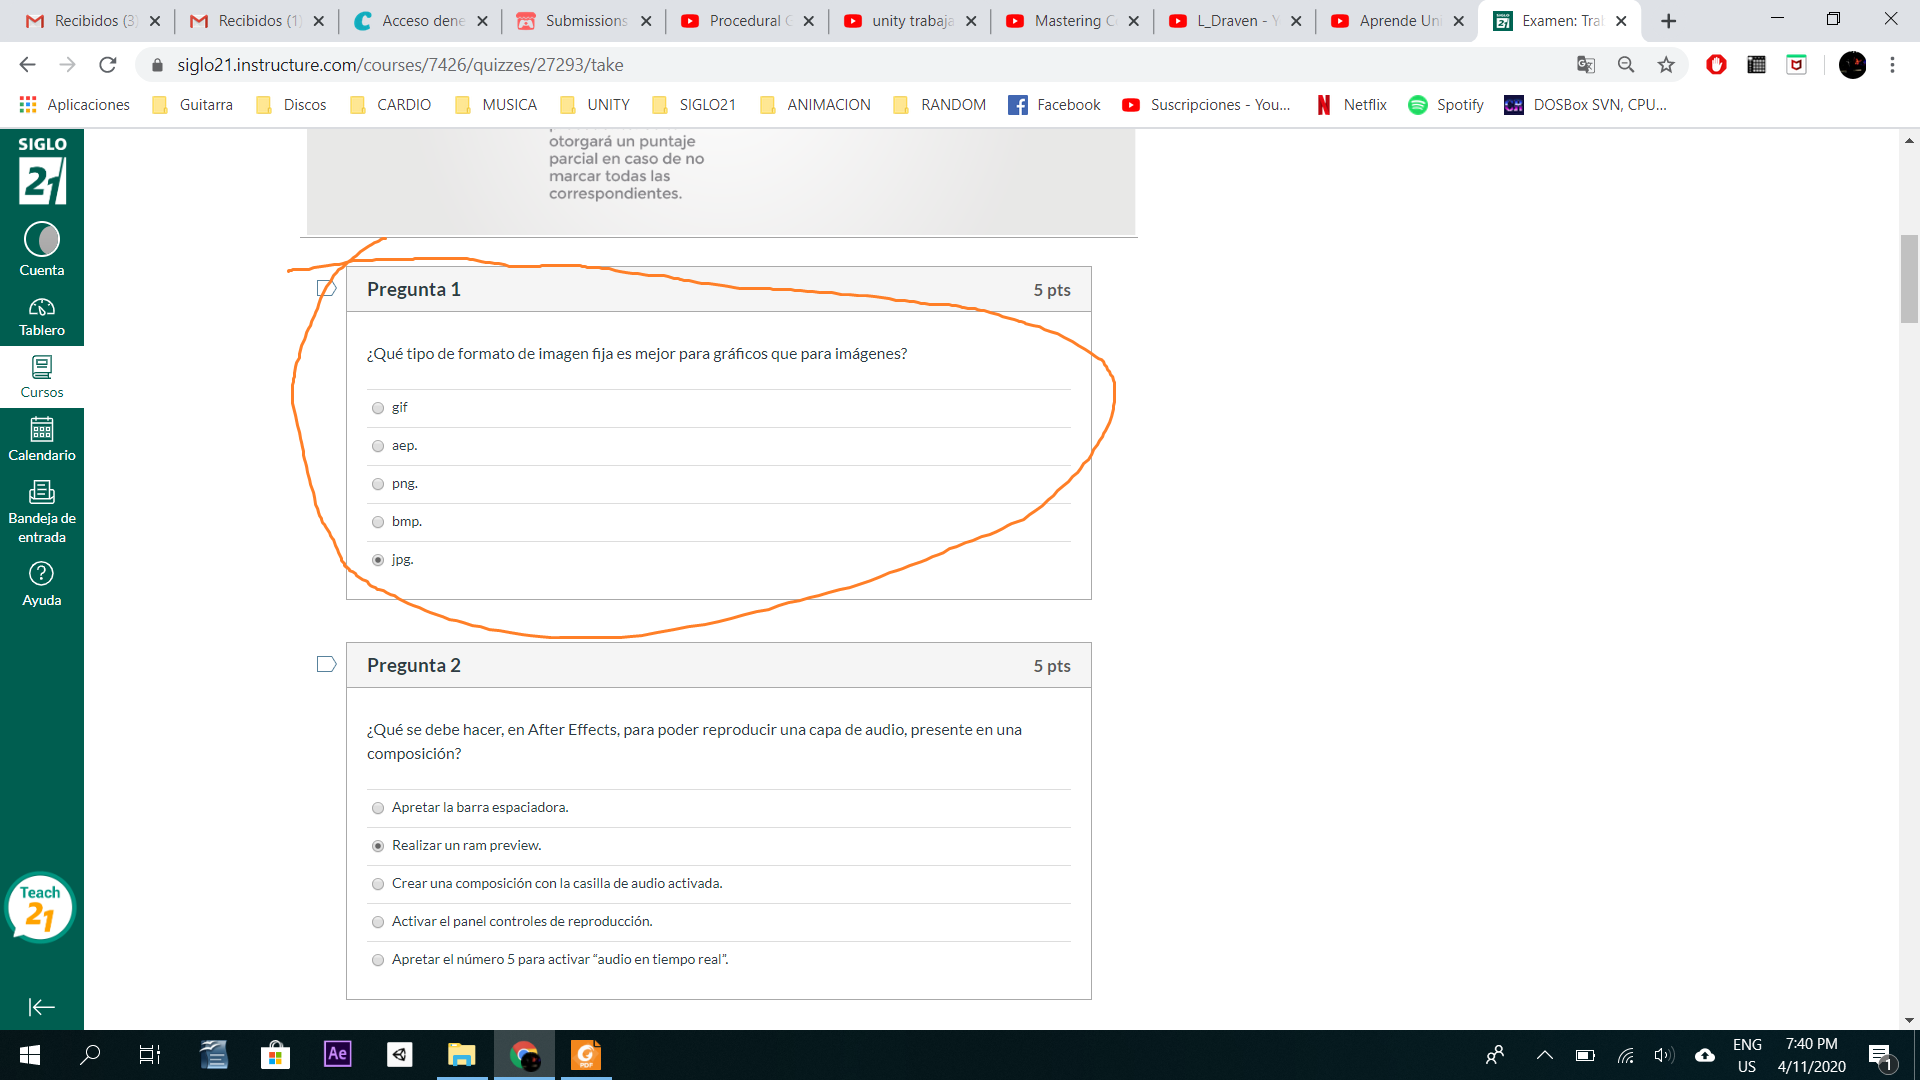 Recibidos (3)
Recibidos (1)
Acceso dene
Submissions
Procedural
unity trabaja
Mastering C
L_Draven - Y
Aprende Uni
Examen: Tra
siglo21.instructure.com/courses/7426/quizzes/27293/take
Aplicaciones
Guitarra
Discos
CARDIO
MUSICA
UNITY
SIGLO21
ANIMACION
RANDOM
Facebook
Suscripciones - You...
Netflix
Spotify
DOSBox SVN, CPU...
SIGLO
21
Cuenta
Tablero
Cursos
Calendario
Bandeja de
entrada
Ayuda
Teach
21
otorgará un puntaje
parcial en caso de no
marcar todas las
correspondientes.
Pregunta 1
5 pts
¿Qué tipo de formato de imagen fija es mejor para gráficos que para imágenes?
gif
aep.
png.
bmp.
jpg.
Pregunta 2
5 pts
¿Qué se debe hacer, en After Effects, para poder reproducir una capa de audio, presente en una
composición?
Apretar la barra espaciadora.
Realizar un ram preview.
Crear una composición con la casilla de audio activada.
Activar el panel controles de reproducción.
Apretar el número 5 para activar “audio en tiempo real”.
Ae
PDF
ENG
US
7:40 PM
4/11/2020
1